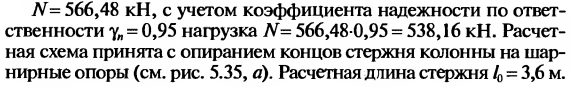 N= 566,48 кН, с учетом коэффициента надежности по ответ-
ственности γₙ = 0,95 нагрузка N= 566,48·0,95 = 538,16 кН. Расчет-
ная схема принята с опиранием концов стержня колонны на шар-
нирные опоры (см. рис. 5.35, а). Расчетная длина стержня l₀ = 3,6 м.